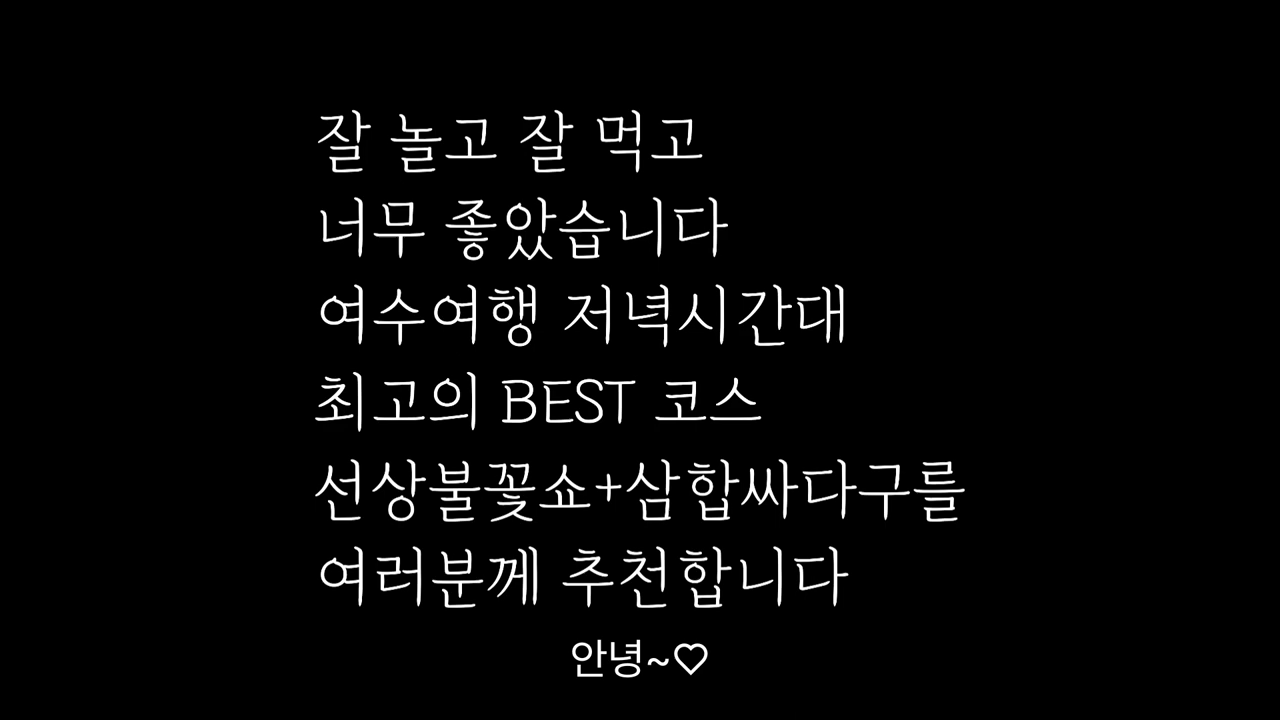 잘 놀고 잘 먹고
너무 좋았습니다
여수여행 저녁시간대
최고의 BEST 코스
선상불꽃쇼+삼합싸다구를
여러분께 추천합니다
안녕~♡